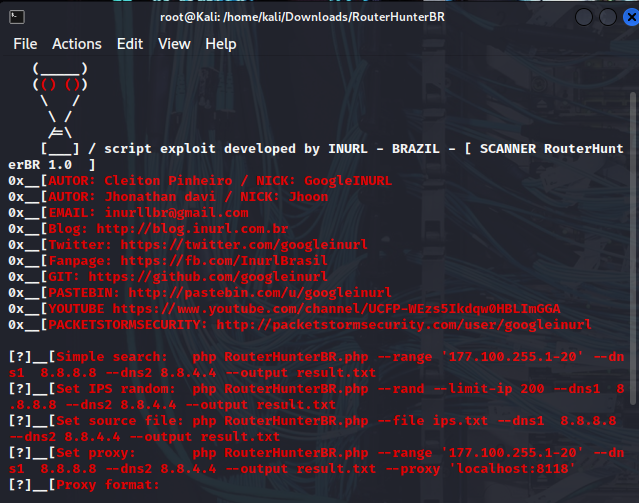 root@Kali: /home/kali/Downloads/RouterHunterBR
File Actions Edit View Help
(_____)
(() ())
\   /
\ /
/=\
[___] / script exploit developed by INURL - BRAZIL - [ SCANNER RouterHunt
erBR 1.0  ]
0x__[AUTOR: Cleiton Pinheiro / NICK: GoogleINURL
0x__[AUTOR: Jhonathan davi / NICK: Jhoon
0x__[EMAIL: inurllbr@gmail.com
0x__[Blog: http://blog.inurl.com.br
0x__[Twitter: https://twitter.com/googleinurl
0x__[Fanpage: https://fb.com/InurlBrasil
0x__[GIT: https://github.com/googleinurl
0x__[PASTEBIN: http://pastebin.com/u/googleinurl
0x__[YOUTUBE https://www.youtube.com/channel/UCFP-WEzs5Ikdqw0HBLImGGA
0x__[PACKETSTORMSECURITY: http://packetstormsecurity.com/user/googleinurl
[?]__[Simple search:   php RouterHunterBR.php --range '177.100.255.1-20' --dn
s1  8.8.8.8 --dns2 8.8.4.4 --output result.txt
[?]__[Set IPS random:  php RouterHunterBR.php --rand --limit-ip 200 --dns1  8
.8.8.8 --dns2 8.8.4.4 --output result.txt
[?]__[Set source file: php RouterHunterBR.php --file ips.txt --dns1  8.8.8.8
--dns2 8.8.4.4 --output result.txt
[?]__[Set proxy:       php RouterHunterBR.php --range '177.100.255.1-20' --dn
s1  8.8.8.8 --dns2 8.8.4.4 --output result.txt --proxy 'localhost:8118'
[?]__[Proxy format: